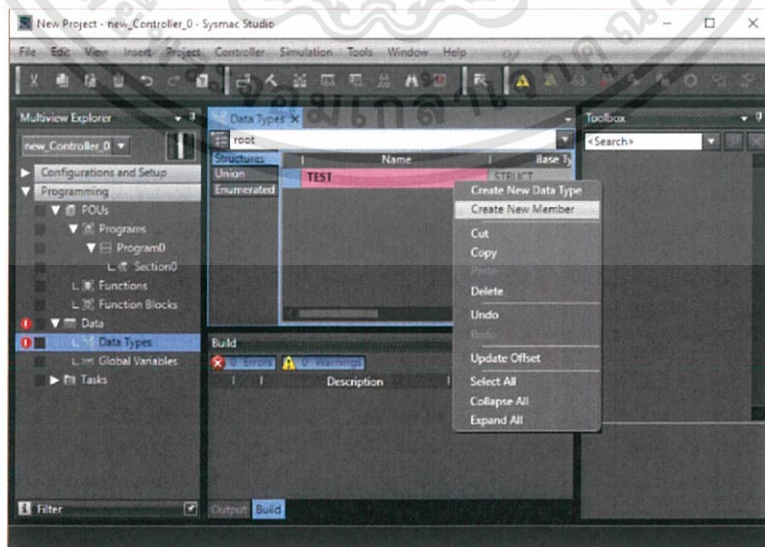 New Project - new_Controller_0 - Sysmac Studio
File Edit View Insert Project Controller Simulation Tools Window Help
Multiview Explorer
new_Controller_0
Configurations and Setup
Programming
POUs
Programs
Program0
Section0
Functions
Function Blocks
Data
Data Types
Global Variables
Tasks
Filter
Data Types
root
Structures
Union
Enumerated
Name Base Ty
TEST STRUCT
Create New Data Type
Create New Member
Cut
Copy
Paste
Delete
Undo
Redo
Update Offset
Select All
Collapse All
Expand All
Build
0 Errors 0 Warnings
Description
Output Build
Toolbox
<Search>